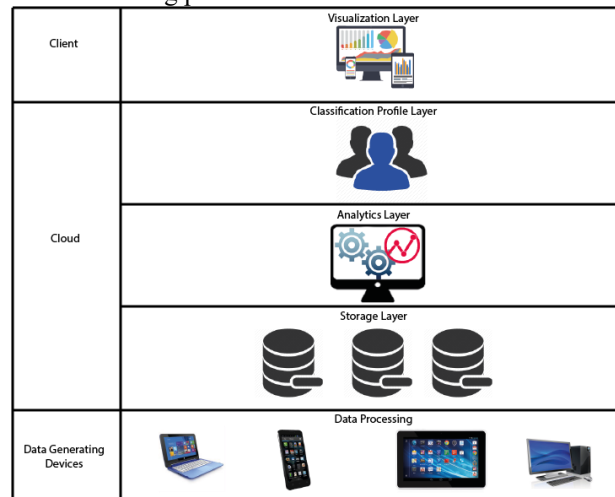 Client
Visualization Layer
Classification Profile Layer
Cloud
Analytics Layer
Storage Layer
Data Generating
Devices
Data Processing